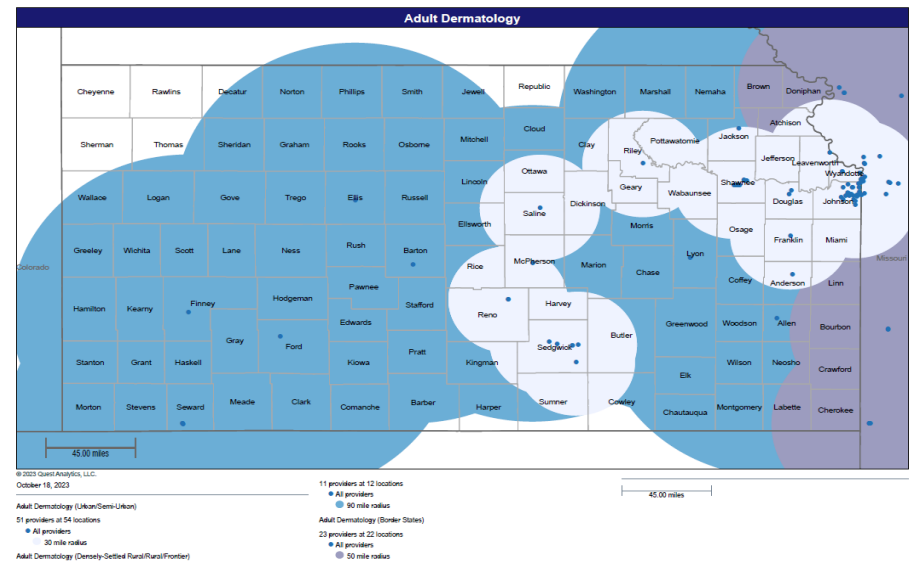 Adult Dermatology
Cheyenne Rawlins Decatur Norton Phillips Smith Jewell Republic Washington Marshall Nemaha Brown Doniphan
Sherman Thomas Sheridan Graham Rooks Osborne Mitchell Cloud Clay Riley Pottawatomie Jackson Atchison
Jefferson Leavenworth
Wyandotte
Wallace Logan Gove Trego Ellis Russell Lincoln Ottawa Dickinson Geary Wabaunsee Shawnee Douglas Johnson
Saline Ellsworth Morris Osage Franklin Miami
Greeley Wichita Scott Lane Ness Rush Barton Rice McPherson Marion Chase Lyon
Colorado Missouri
Hamilton Kearny Finney Hodgeman Pawnee Stafford Reno Harvey Coffey Anderson Linn
Gray Ford Edwards Sedgwick Butler Greenwood Woodson Allen Bourbon
Stanton Grant Haskell Kiowa Pratt Kingman Elk Wilson Neosho Crawford
Morton Stevens Seward Meade Clark Comanche Barber Harper Sumner Cowley Chautauqua Montgomery Labette Cherokee
45.00 miles
© 2023 Quest Analytics, LLC.
October 18, 2023
Adult Dermatology (Urban/Semi-Urban)
51 providers at 54 locations
All providers
30 mile radius
Adult Dermatology (Densely-Settled Rural/Rural/Frontier)
11 providers at 12 locations
All providers
90 mile radius
Adult Dermatology (Border States)
23 providers at 22 locations
All providers
50 mile radius
45.00 miles